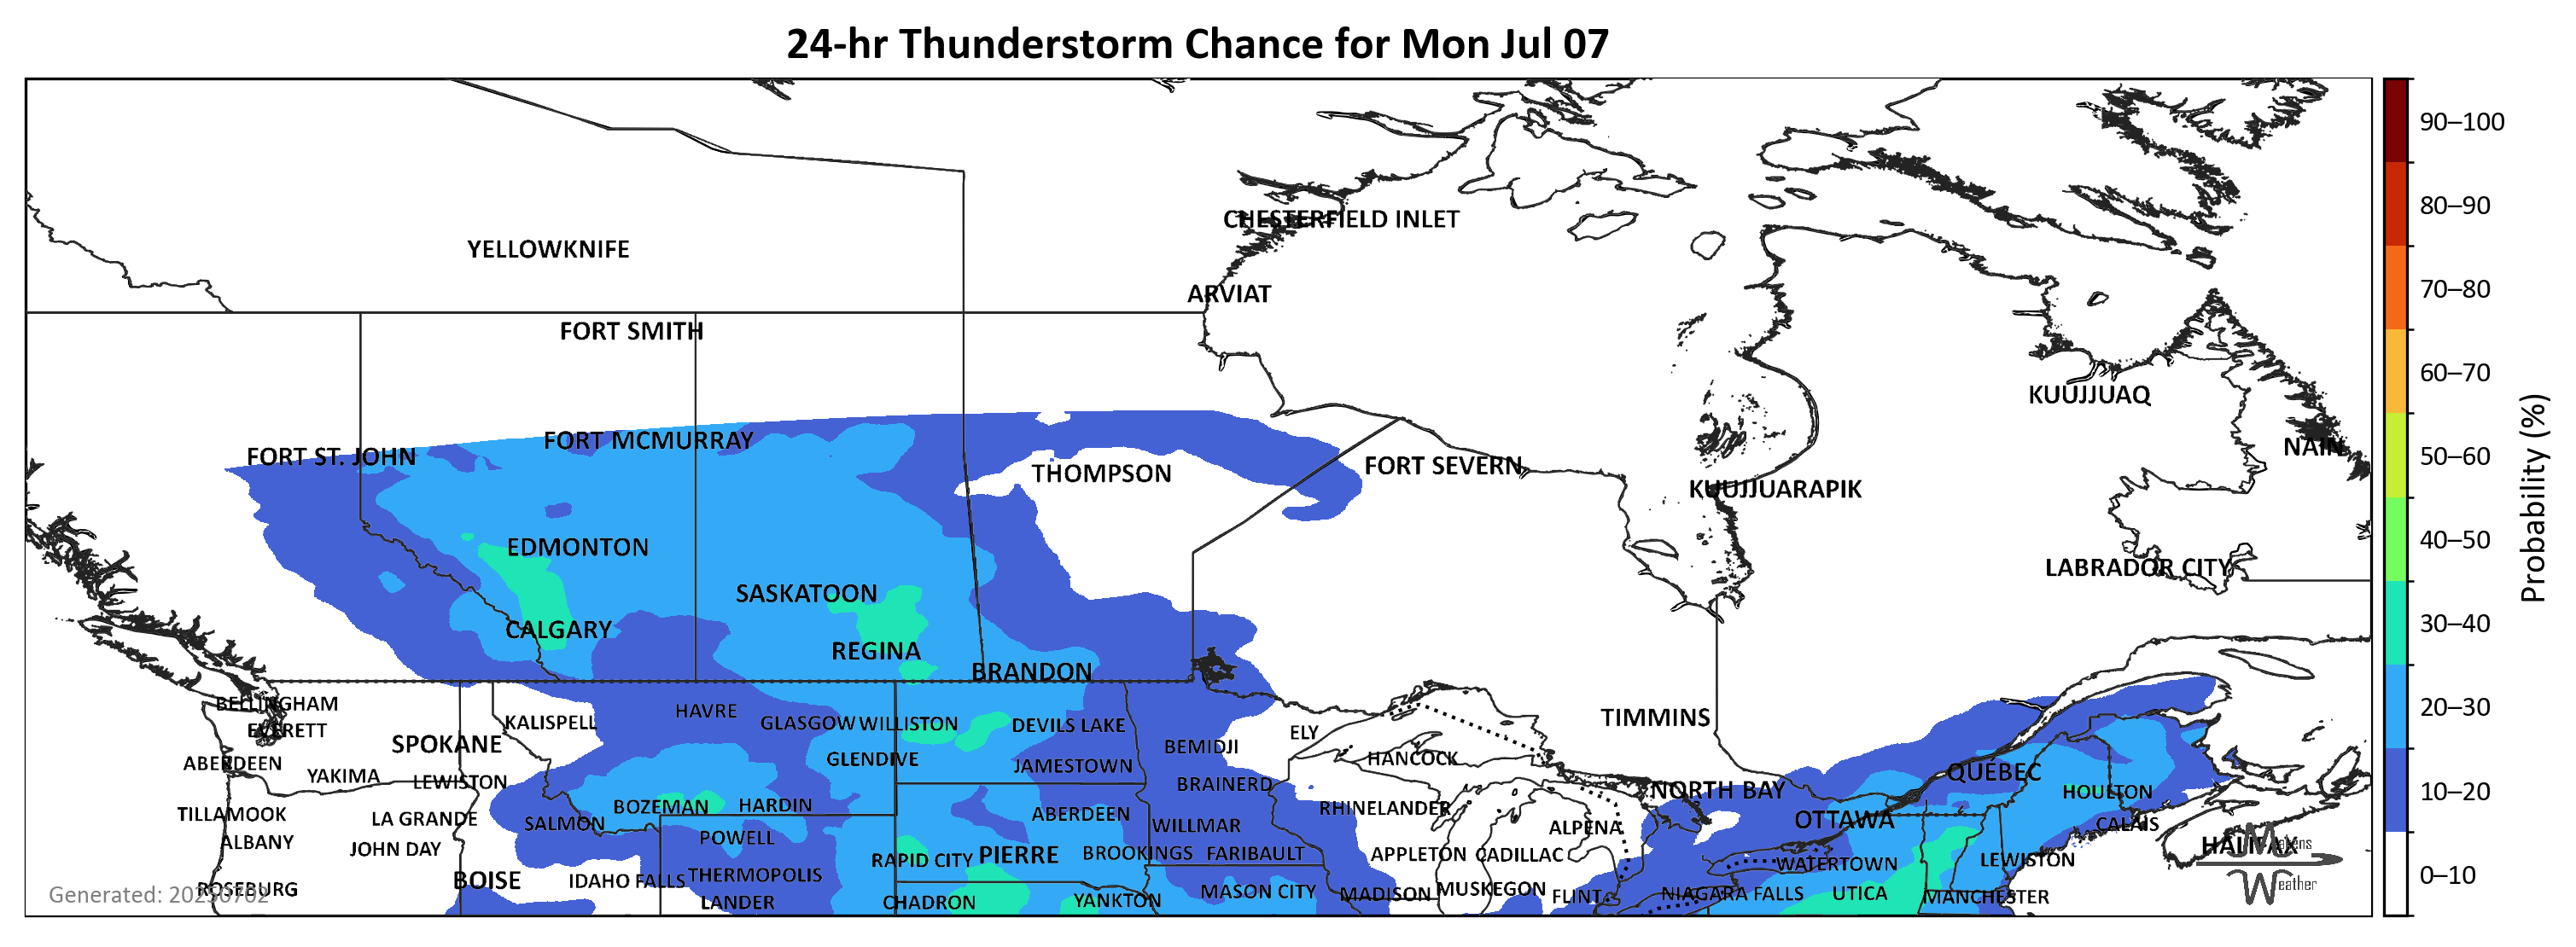 24-hr Thunderstorm Chance for Mon Jul 07
90–100
CHESTERFIELD INLET
80–90
YELLOWKNIFE
ARVIAT
70–80
FORT SMITH
60–70
KUUJJUAQ
FORT MCMURRAY
NAIN
50–60
FORT ST. JOHN
FORT SEVERN
THOMPSON
KUUJJUARAPIK
Probability (%)
40–50
EDMONTON
LABRADOR CITY
SASKATOON
30–40
CALGARY
REGINA
BRANDON
BELLINGHAM
20–30
HAVRE
TIMMINS
KALISPELL
GLASGOW WILLISTON
DEVILS LAKE
EVERETT
ELY
SPOKANE
BEMIDJI
HANCOCK
GLENDIVE
ABERDEEN
JAMESTOWN
QUÉBEC
YAKIMA
LEWISTON
BRAINERD
NORTH BAY
HOULTON
10–20
BOZEMAN
HARDIN
RHINELANDER
TILLAMOOK
LA GRANDE
ABERDEEN
OTTAWA
SALMON
WILLMAR
ALPENA
CALAIS
POWELL
ALBANY
HALIFAX
Makens
JOHN DAY
RAPID CITY
PIERRE
BROOKINGS
FARIBAULT
APPLETON
CADILLAC
WATERTOWN
LEWISTON
BOISE
IDAHO FALLS
THERMOPOLIS
0–10
Weather
ROSEBURG
Generated: 20250702
MASON CITY
MADISON
MUSKEGON
FLINT
NIAGARA FALLS
UTICA
MANCHESTER
LANDER
CHADRON
YANKTON